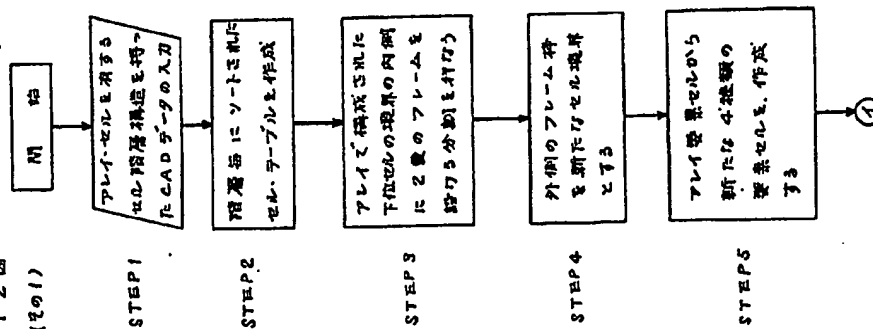 第12図
(その1)
開始
STEP1
アレイ・セルを有する
セル階層構造を持っ
たCADデータの入力
STEP2
階層毎にソートされた
セル・テーブルを作成
STEP3
アレイで構成された
下位セルの境界の内側
に2重のフレームを
設ける分割を行なう
STEP4
外側のフレーム枠
を新たなセル境界
とする
STEP5
アレイ要素セルから
新たな4種類の
要素セルを、作成
する
イ